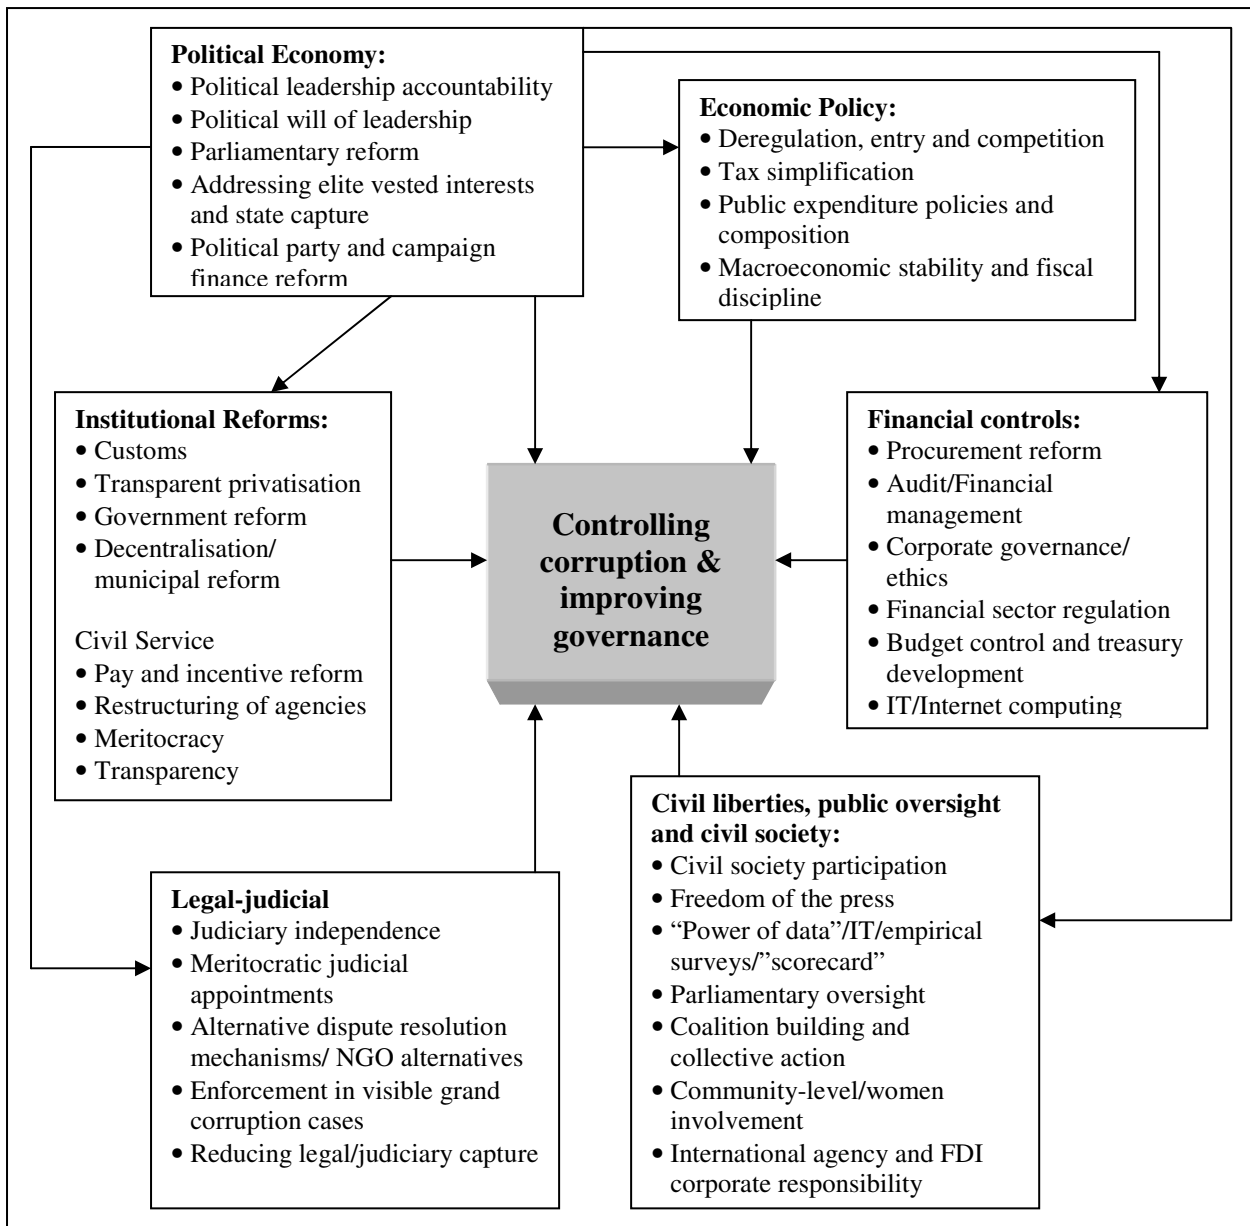 Political Economy:
• Political leadership accountability
• Political will of leadership
• Parliamentary reform
• Addressing elite vested interests
and state capture
• Political party and campaign
finance reform
Economic Policy:
• Deregulation, entry and competition
• Tax simplification
• Public expenditure policies and
composition
• Macroeconomic stability and fiscal
discipline
Institutional Reforms:
• Customs
• Transparent privatisation
• Government reform
• Decentralisation/
municipal reform
Civil Service
• Pay and incentive reform
• Restructuring of agencies
• Meritocracy
• Transparency
Controlling
corruption &
improving
governance
Financial controls:
• Procurement reform
• Audit/Financial
management
• Corporate governance/
ethics
• Financial sector regulation
• Budget control and treasury
development
• IT/Internet computing
Legal-judicial
• Judiciary independence
• Meritocratic judicial
appointments
• Alternative dispute resolution
mechanisms/ NGO alternatives
• Enforcement in visible grand
corruption cases
• Reducing legal/judiciary capture
Civil liberties, public oversight
and civil society:
• Civil society participation
• Freedom of the press
• “Power of data”/IT/empirical
surveys/”scorecard”
• Parliamentary oversight
• Coalition building and
collective action
• Community-level/women
involvement
• International agency and FDI
corporate responsibility